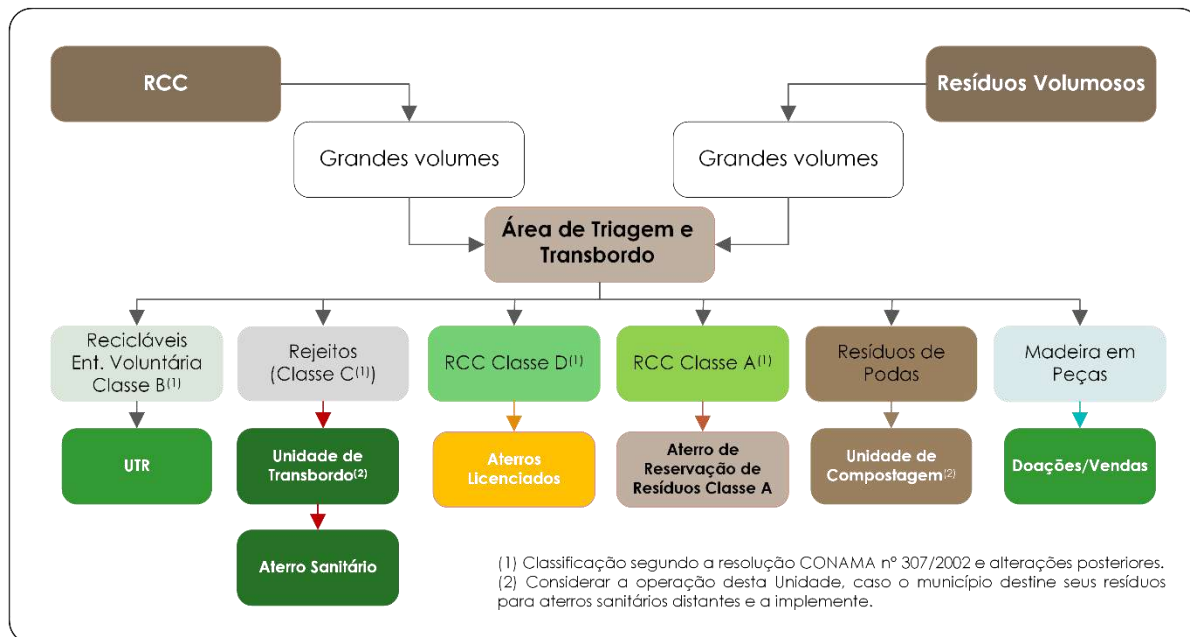 RCC
Resíduos Volumosos
Grandes volumes
Grandes volumes
Área de Triagem e
Transbordo
Recicláveis
Ent. Voluntária
Classe B(1)
Rejeitos
(Classe C(1))
RCC Classe D(1)
RCC Classe A(1)
Resíduos de
Podas
Madeira em
Peças
UTR
Unidade de
Transbordo(2)
Aterros
Licenciados
Aterro de
Reservação de
Resíduos Classe A
Unidade de
Compostagem(2)
Doações/Vendas
Aterro Sanitário
(1) Classificação segundo a resolução CONAMA nº 307/2002 e alterações posteriores.
(2) Considerar a operação desta Unidade, caso o município destine seus resíduos
para aterros sanitários distantes e a implemente.